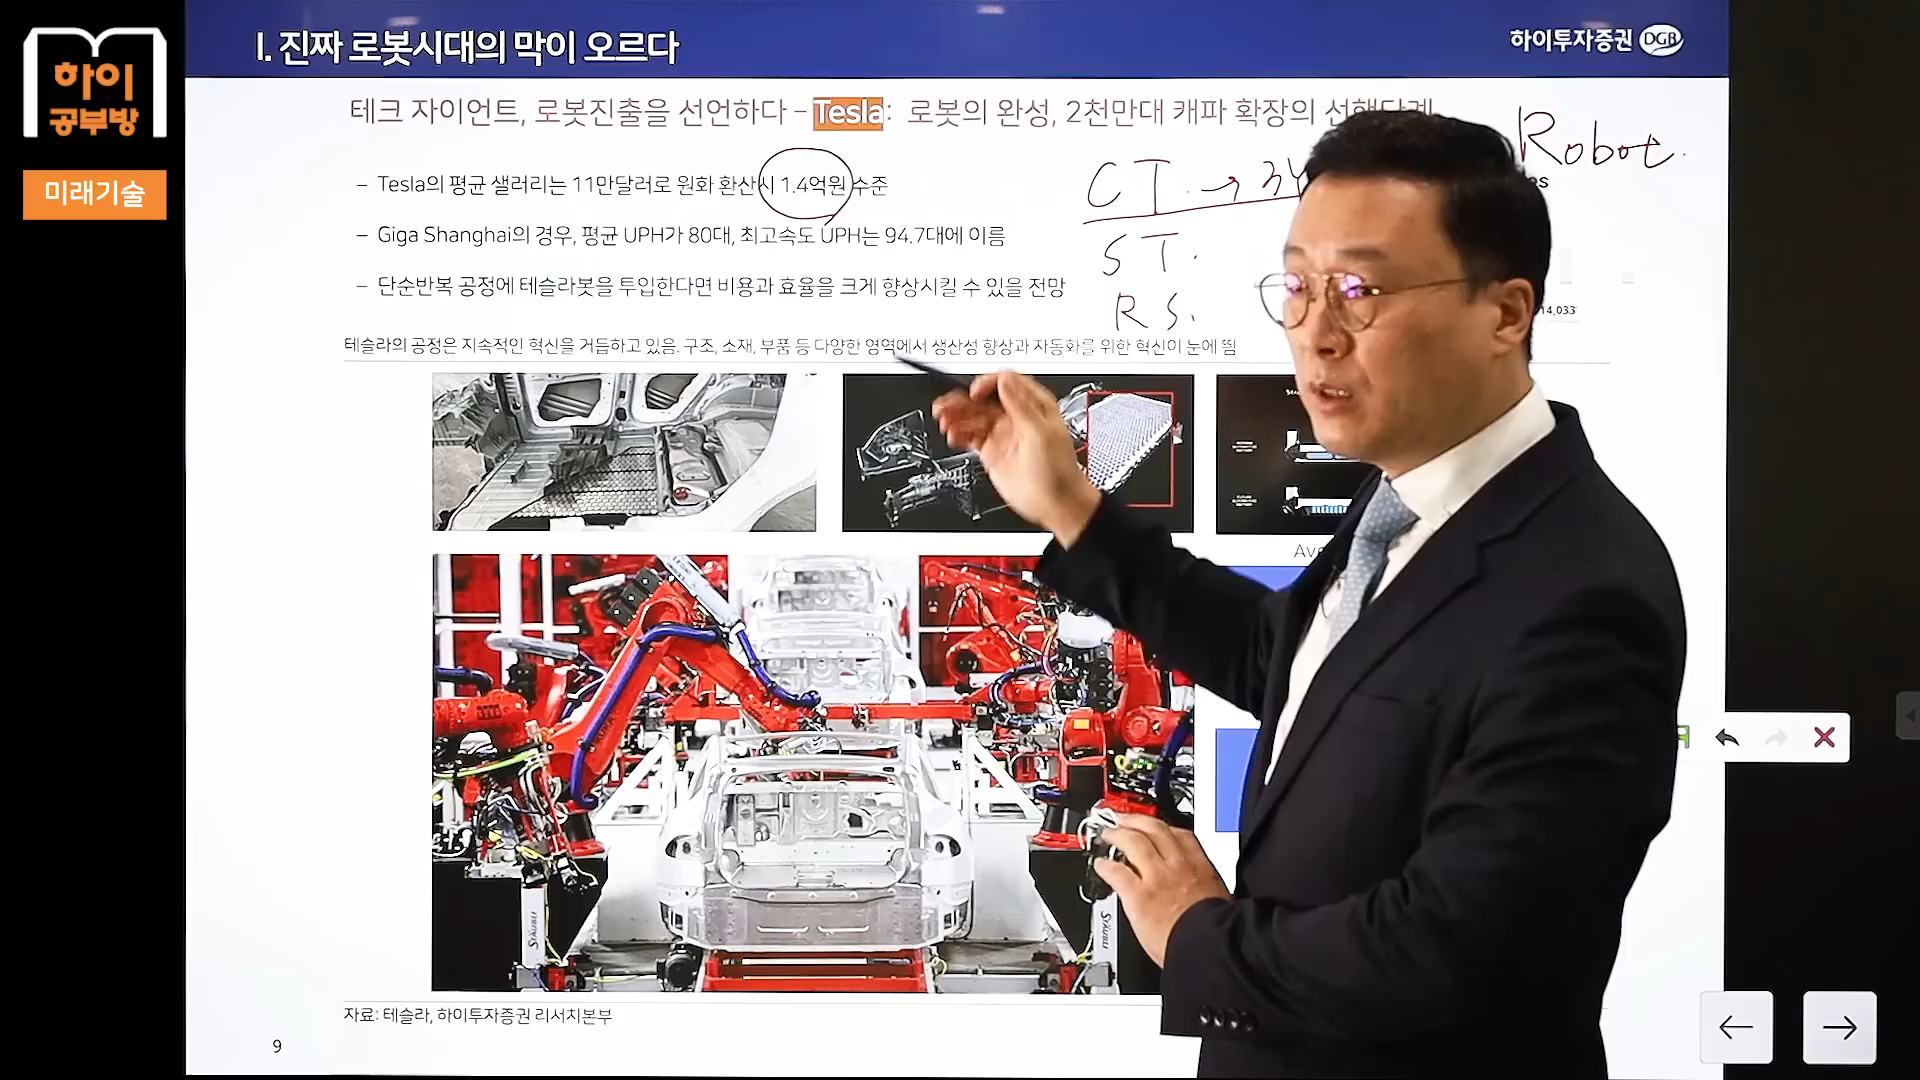 하이
공부방
미래기술
I. 진짜 로봇시대의 막이 오르다
하이투자증권 DGB
테크 자이언트, 로봇진출을 선언하다 – Tesla: 로봇의 완성, 2천만대 캐파 확장의 선행단계
Robot.
– Tesla의 평균 샐러리는 11만달러로 원화 환산시 1.4억원 수준
CT. →
– Giga Shanghai의 경우, 평균 UPH가 80대, 최고속도 UPH는 94.7대에 이름
ST.
– 단순반복 공정에 테슬라봇을 투입한다면 비용과 효율을 크게 향상시킬 수 있을 전망
R S.
14,033
테슬라의 공정은 지속적인 혁신을 거듭하고 있음. 구조, 소재, 부품 등 다양한 영역에서 생산성 향상과 자동화를 위한 혁신이 눈에 띔
STÄUBLI
STÄUBLI
자료: 테슬라, 하이투자증권 리서치본부
9